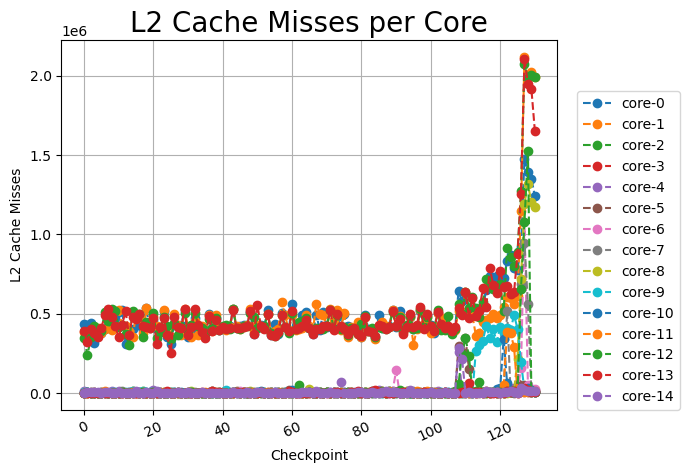 L2 Cache Misses per Core
1e6
2.0
1.5
1.0
0.5
0.0
L2 Cache Misses
0
20
40
60
80
100
120
Checkpoint
core-0
core-1
core-2
core-3
core-4
core-5
core-6
core-7
core-8
core-9
core-10
core-11
core-12
core-13
core-14